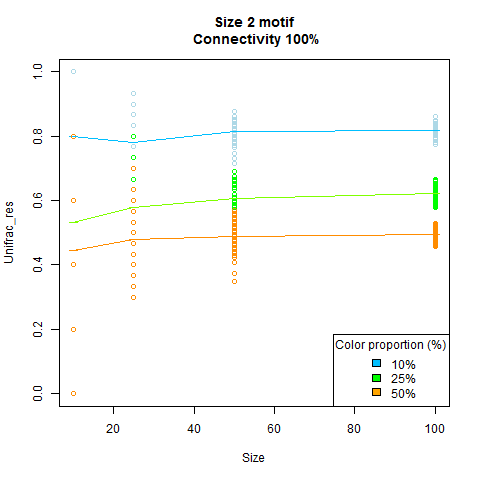 Size 2 motif
Connectivity 100%
Unifrac_res
1.0
0.8
0.6
0.4
0.2
0.0
20 40 60 80 100
Size
Color proportion (%)
10%
25%
50%